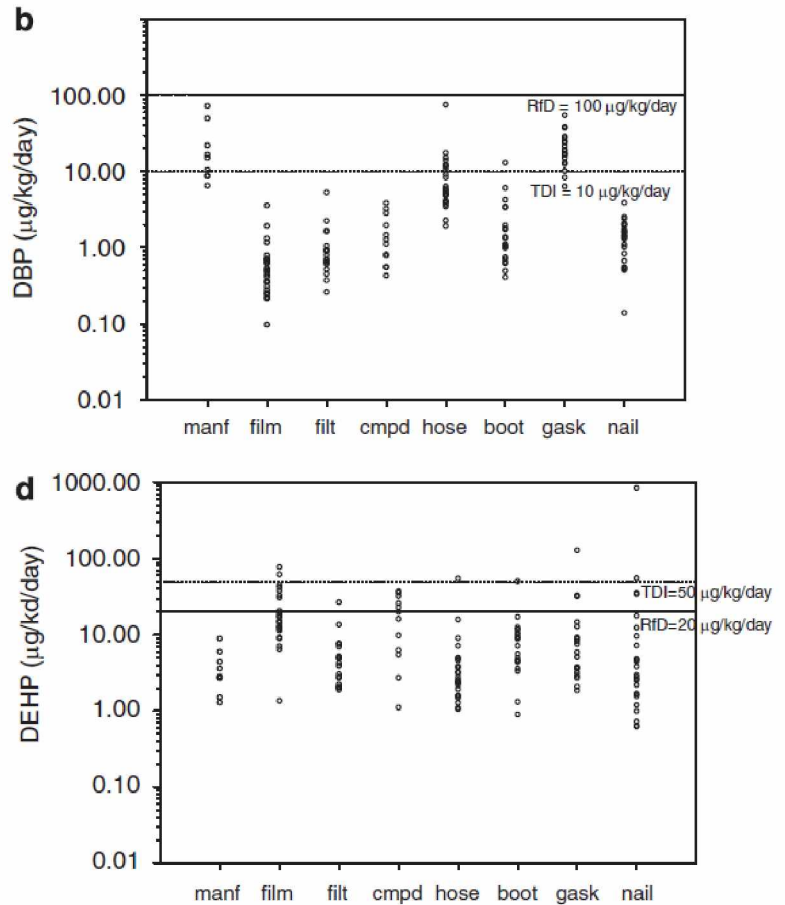 b
DBP (µg/kg/day)
100.00
10.00
1.00
0.10
0.01
RfD = 100 µg/kg/day
TDI = 10 µg/kg/day
manf film filt cmpd hose boot gask nail
d
DEHP (µg/kd/day)
1000.00
100.00
10.00
1.00
0.10
0.01
TDI=50 µg/kg/day
RfD=20 µg/kg/day
manf film filt cmpd hose boot gask nail